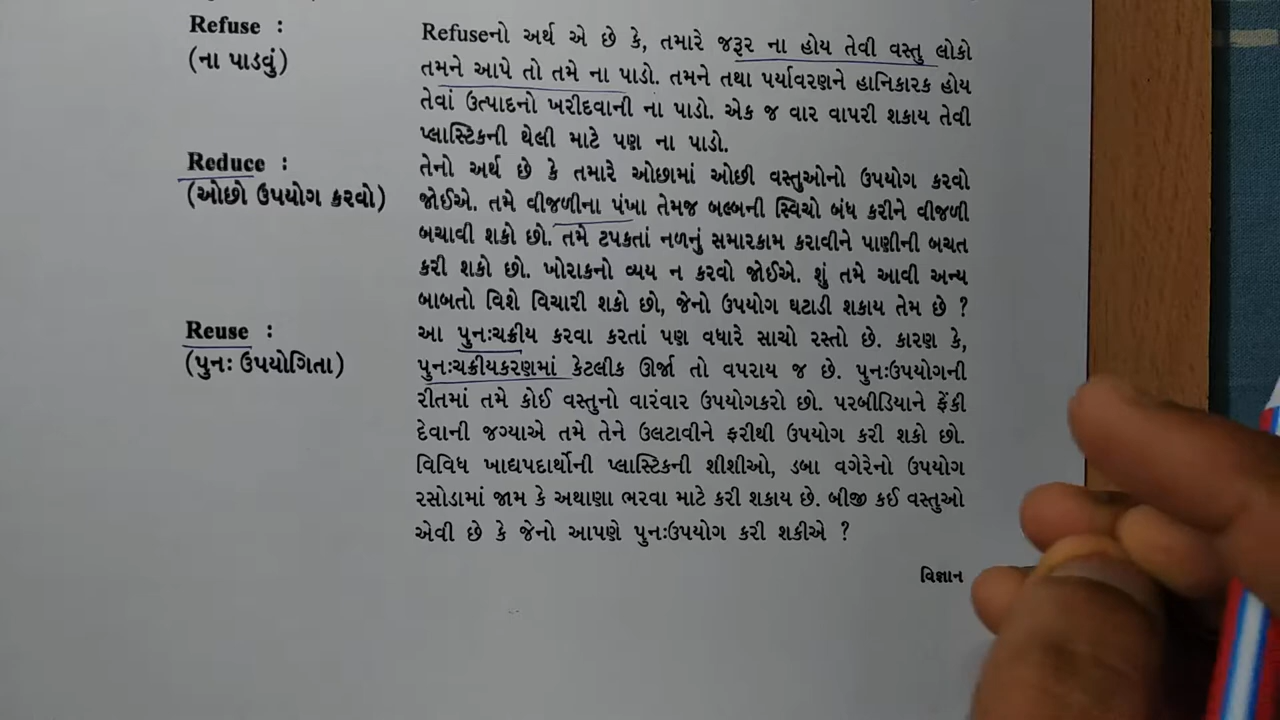 Refuse :
(ના પાડવું)
Refuseનો અર્થ એ છે કે, તમારે જરૂર ના હોય તેવી વસ્તુ લોકો
તમને આપે તો તમે ના પાડો. તમને તથા પર્યાવરણને હાનિકારક હોય
તેવાં ઉત્પાદનો ખરીદવાની ના પાડો. એક જ વાર વાપરી શકાય તેવી
પ્લાસ્ટિકની થેલી માટે પણ ના પાડો.
Reduce :
(ઓછો ઉપયોગ કરવો)
તેનો અર્થ છે કે તમારે ઓછામાં ઓછી વસ્તુઓનો ઉપયોગ કરવો
જોઈએ. તમે વીજળીના પંખા તેમજ બલ્બની સ્વિચો બંધ કરીને વીજળી
બચાવી શકો છો. તમે ટપકતાં નળનું સમારકામ કરાવીને પાણીની બચત
કરી શકો છો. ખોરાકનો વ્યય ન કરવો જોઈએ. શું તમે આવી અન્ય
બાબતો વિશે વિચારી શકો છો, જેનો ઉપયોગ ઘટાડી શકાય તેમ છે ?
Reuse :
(પુનઃ ઉપયોગિતા)
આ પુનઃચક્રીય કરવા કરતાં પણ વધારે સાચો રસ્તો છે. કારણ કે,
પુનઃચક્રીયકરણમાં કેટલીક ઊર્જા તો વપરાય જ છે. પુનઃઉપયોગની
રીતમાં તમે કોઈ વસ્તુનો વારંવાર ઉપયોગકરો છો. પરબીડિયાને ફેંકી
દેવાની જગ્યાએ તમે તેને ઉલટાવીને ફરીથી ઉપયોગ કરી શકો છો.
વિવિધ ખાદ્યપદાર્થોની પ્લાસ્ટિકની શીશીઓ, ડબા વગેરેનો ઉપયોગ
રસોડામાં જામ કે અથાણા ભરવા માટે કરી શકાય છે. બીજી કઈ વસ્તુઓ
એવી છે કે જેનો આપણે પુનઃઉપયોગ કરી શકીએ ?
વિજ્ઞાન